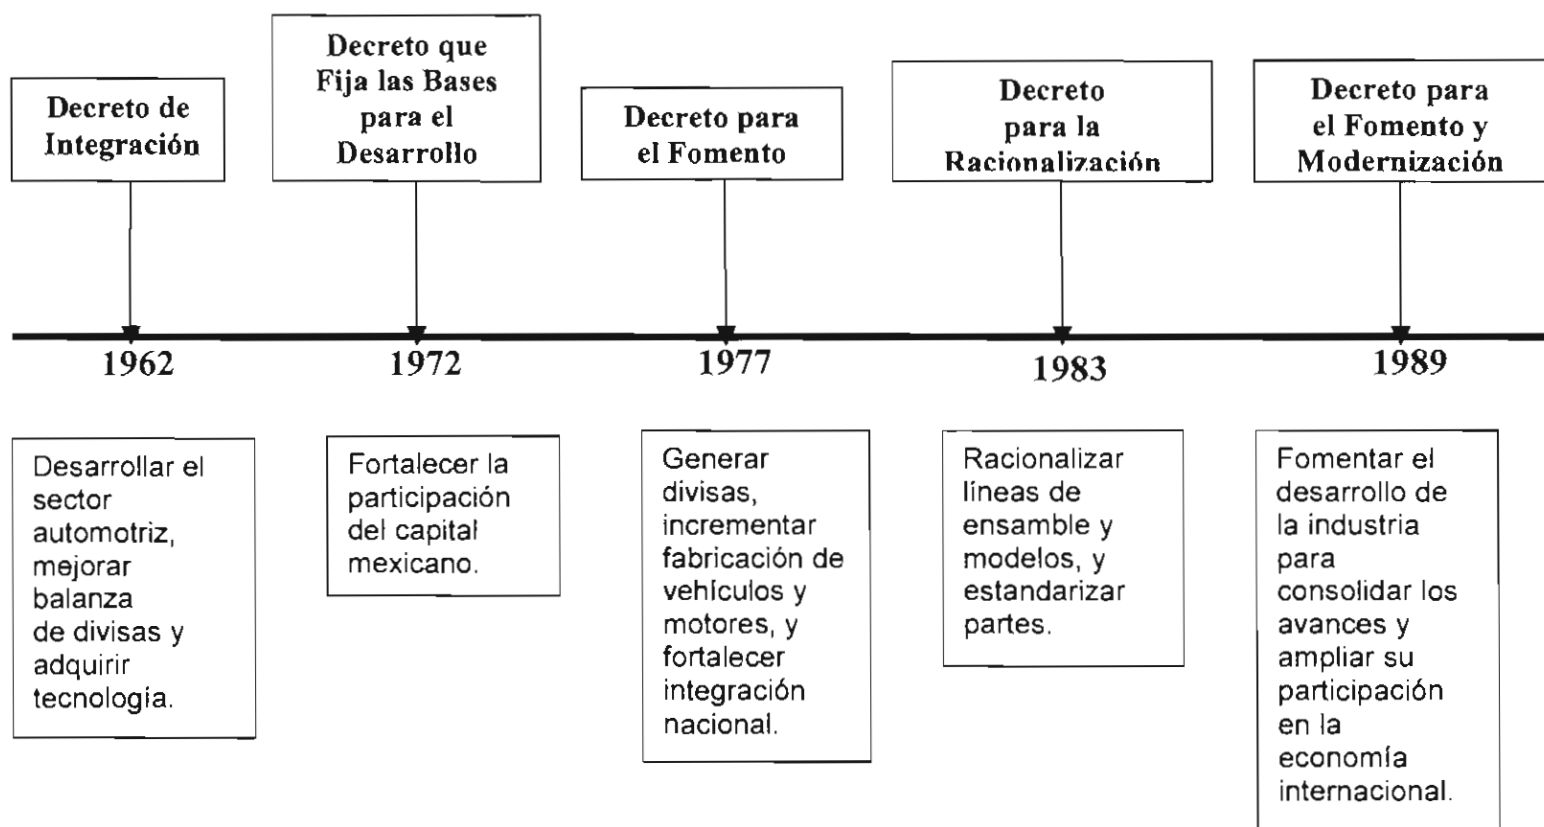 Decreto de
Integración
Decreto que
Fija las Bases
para el
Desarrollo
Decreto para
el Fomento
Decreto
para la
Racionalización
Decreto para
el Fomento y
Modernización
1962
1972
1977
1983
1989
Desarrollar el
sector
automotriz,
mejorar
balanza
de divisas y
adquirir
tecnología.
Fortalecer la
participación
del capital
mexicano.
Generar
divisas,
incrementar
fabricación de
vehículos y
motores, y
fortalecer
integración
nacional.
Racionalizar
líneas de
ensamble y
modelos, y
estandarizar
partes.
Fomentar el
desarrollo de
la industria
para
consolidar los
avances y
ampliar su
participación
en la
economía
internacional.